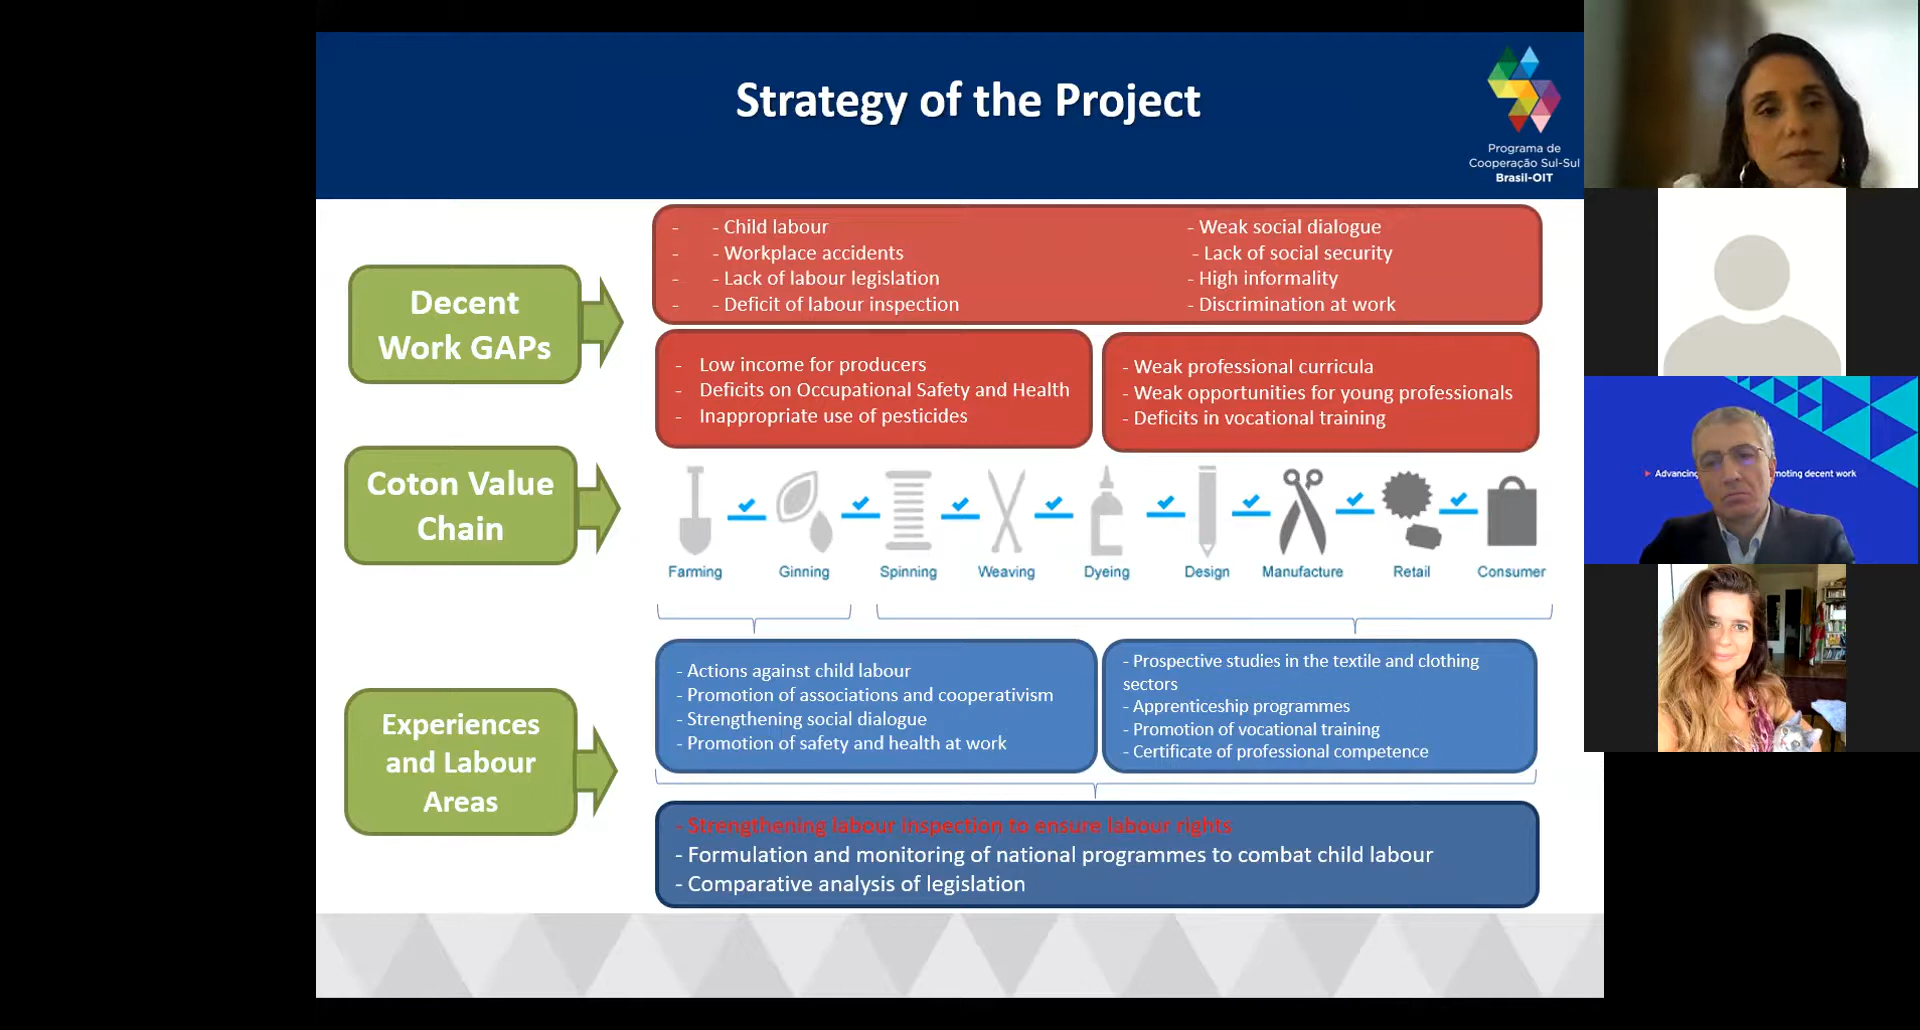 Strategy of the Project
Programa de
Cooperação Sul-Sul
Brasil-OIT
Decent
Work GAPs
- - Child labour
- - Workplace accidents
- - Lack of labour legislation
- - Deficit of labour inspection
- Weak social dialogue
- Lack of social security
- High informality
- Discrimination at work
- Low income for producers
- Deficits on Occupational Safety and Health
- Inappropriate use of pesticides
- Weak professional curricula
- Weak opportunities for young professionals
- Deficits in vocational training
Coton Value
Chain
Farming
Ginning
Spinning
Weaving
Dyeing
Design
Manufacture
Retail
Consumer
Experiences
and Labour
Areas
- Actions against child labour
- Promotion of associations and cooperativism
- Strengthening social dialogue
- Promotion of safety and health at work
- Prospective studies in the textile and clothing
sectors
- Apprenticeship programmes
- Promotion of vocational training
- Certificate of professional competence
- Strengthening labour inspection to ensure labour rights
- Formulation and monitoring of national programmes to combat child labour
- Comparative analysis of legislation
decent work